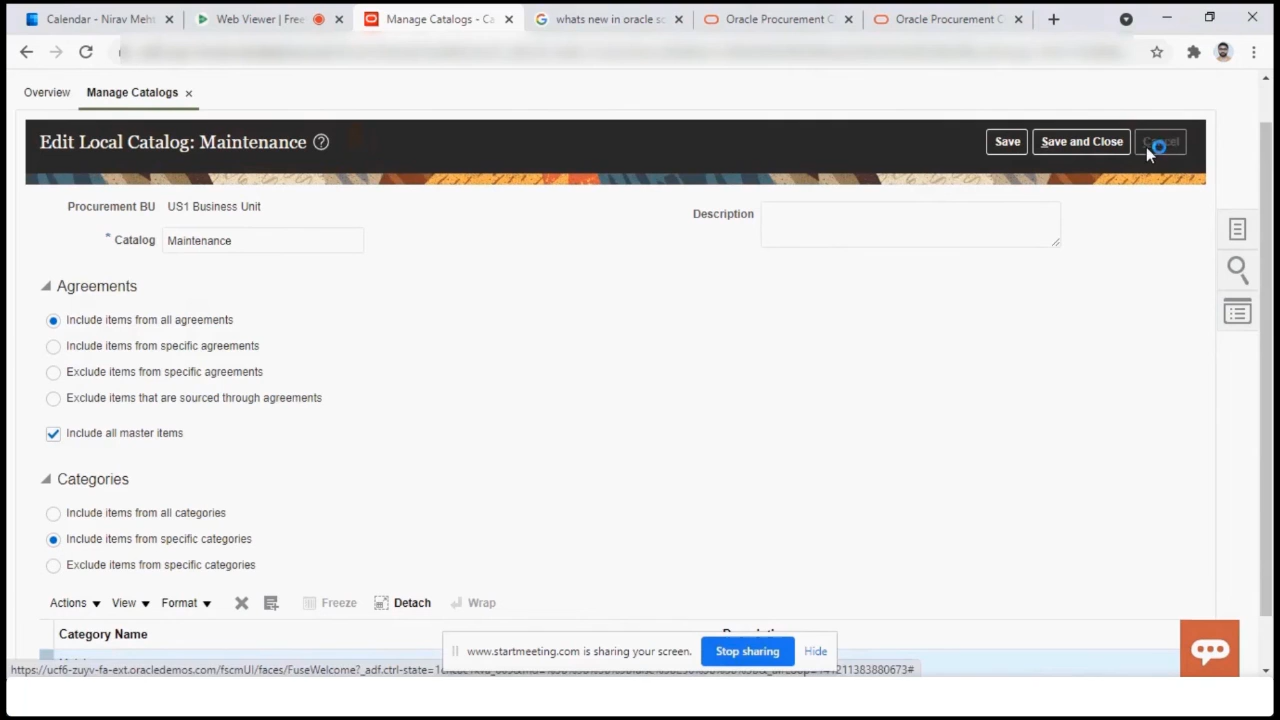 Calendar - Nirav Meht
Web Viewer | Free
Manage Catalogs - Ca
whats new in oracle sc
Oracle Procurement C
Oracle Procurement C
Overview
Manage Catalogs
Edit Local Catalog: Maintenance
Save
Save and Close
Procurement BU US1 Business Unit
Description
* Catalog Maintenance
Agreements
Include items from all agreements
Include items from specific agreements
Exclude items from specific agreements
Exclude items that are sourced through agreements
Include all master items
Categories
Include items from all categories
Include items from specific categories
Exclude items from specific categories
Actions View Format Freeze Detach Wrap
Category Name
www.startmeeting.com is sharing your screen. Stop sharing Hide